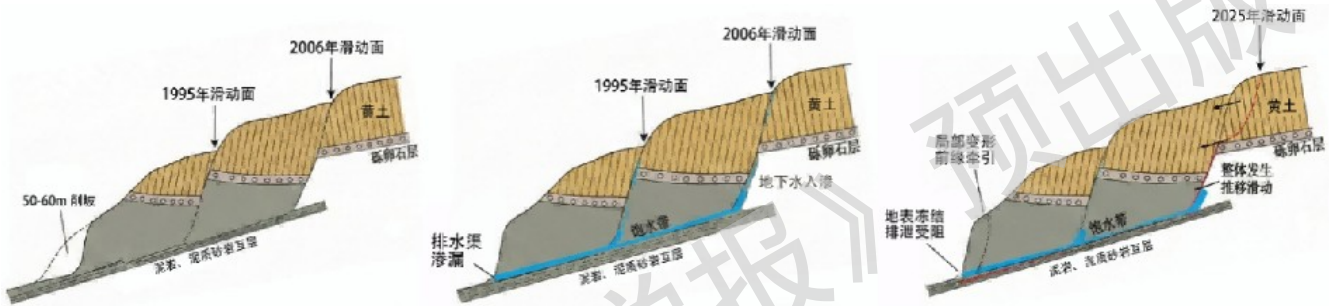 2006年滑动面
1995年滑动面
黄土
砾卵石层
50-60m 削坡
泥岩、泥质砂岩互层
2006年滑动面
1995年滑动面
黄土
砾卵石层
地下水入渗
饱水带
排水渠
渗漏
泥岩、泥质砂岩互层
2025年滑动面
黄土
砾卵石层
局部变形
前缘牵引
整体发生
推移滑动
地表冻结
排泄受阻
饱水带
泥岩、泥质砂岩互层
学报》预出版